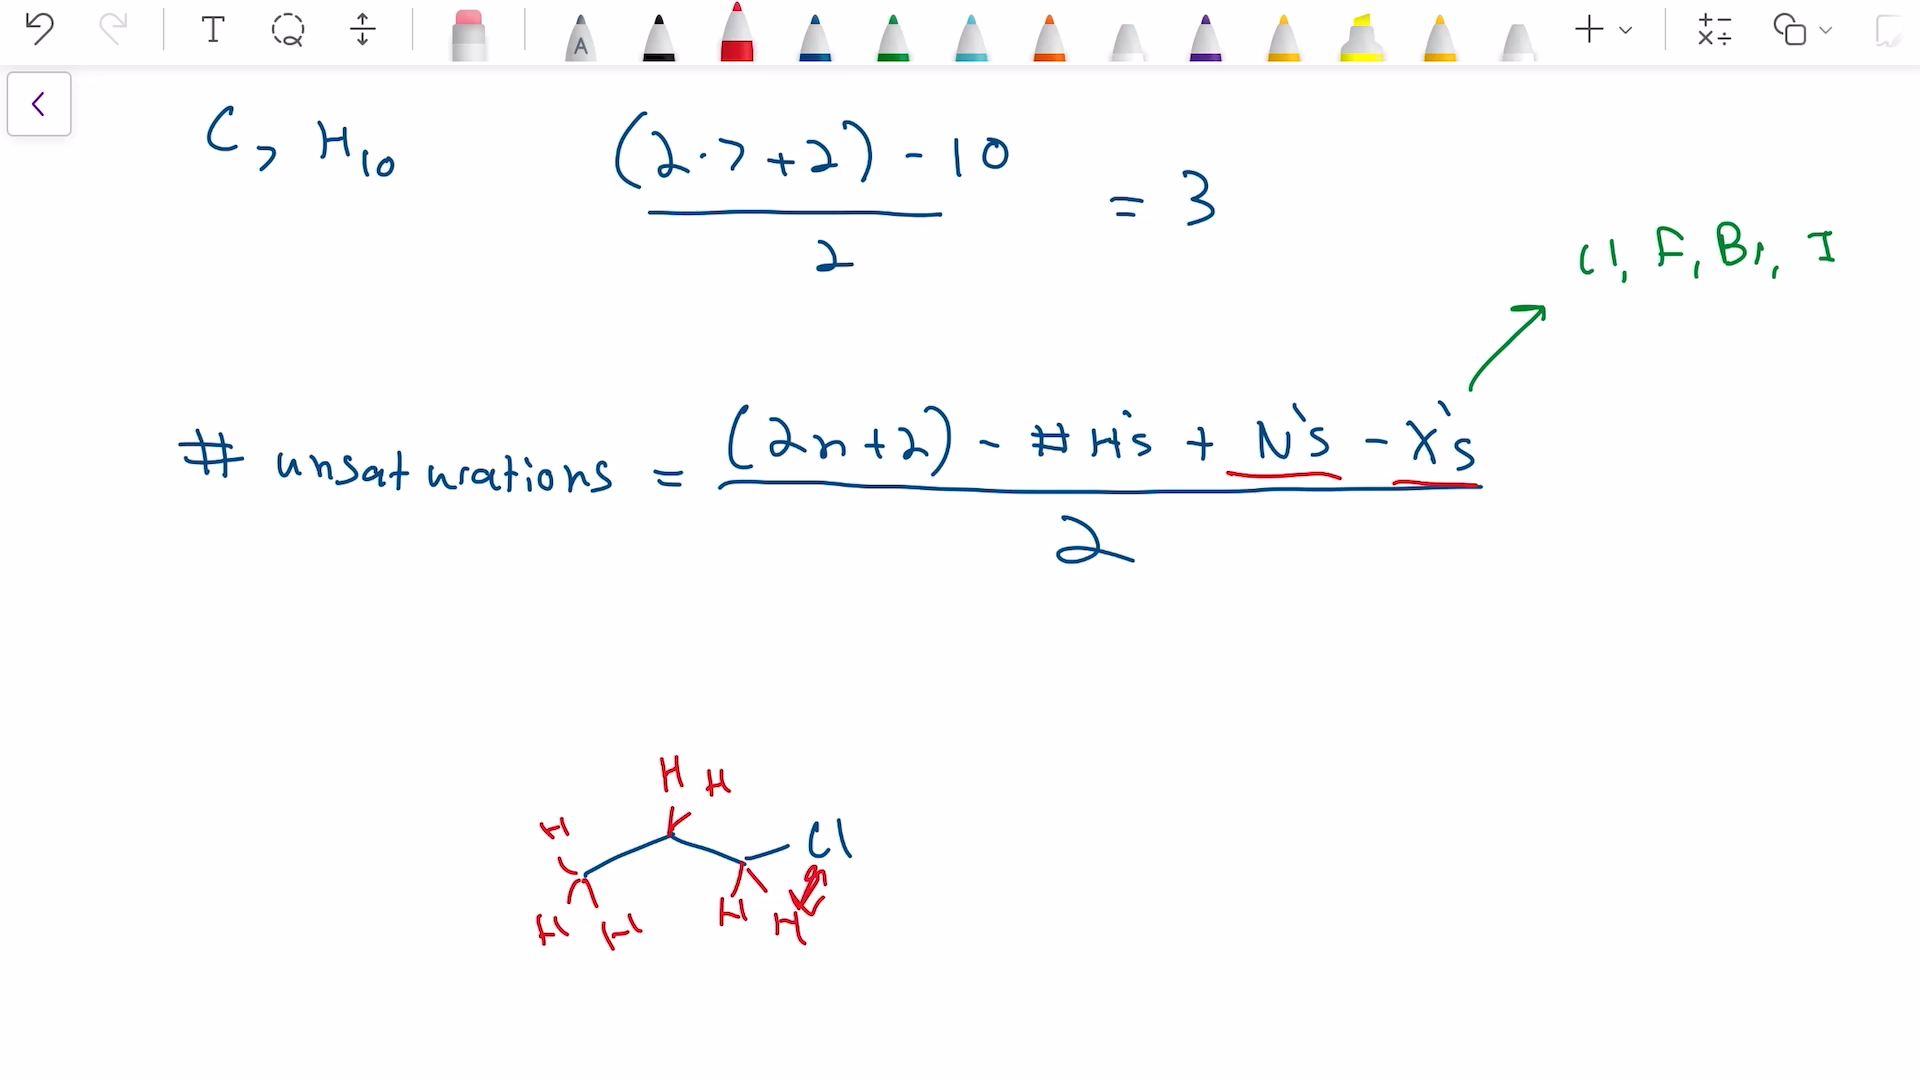 T
A
C7 H10 (2·7+2) - 10
= 3
2
Cl, F, Br, I
# unsaturations = (2n+2) - # H's + N's - X's
2
H H
H Cl
H H H H